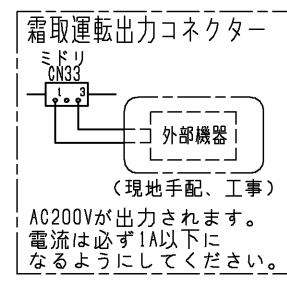 霜取運転出力コネクター
ミドリ
CN33
1 3
外部機器
(現地手配、工事)
AC200Vが出力されます。
電流は必ず1A以下に
なるようにしてください。